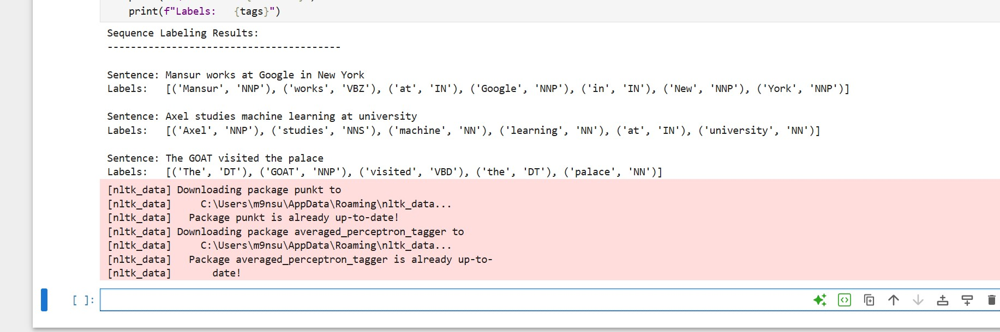 print(f"Labels:   {tags}")
Sequence Labeling Results:
----------------------------------------
Sentence: Mansur works at Google in New York
Labels:   [('Mansur', 'NNP'), ('works', 'VBZ'), ('at', 'IN'), ('Google', 'NNP'), ('in', 'IN'), ('New', 'NNP'), ('York', 'NNP')]
Sentence: Axel studies machine learning at university
Labels:   [('Axel', 'NNP'), ('studies', 'NNS'), ('machine', 'NN'), ('learning', 'NN'), ('at', 'IN'), ('university', 'NN')]
Sentence: The GOAT visited the palace
Labels:   [('The', 'DT'), ('GOAT', 'NNP'), ('visited', 'VBD'), ('the', 'DT'), ('palace', 'NN')]
[nltk_data] Downloading package punkt to
[nltk_data]     C:\Users\m9nsu\AppData\Roaming\nltk_data...
[nltk_data]   Package punkt is already up-to-date!
[nltk_data] Downloading package averaged_perceptron_tagger to
[nltk_data]     C:\Users\m9nsu\AppData\Roaming\nltk_data...
[nltk_data]   Package averaged_perceptron_tagger is already up-to-
[nltk_data]       date!
[ ]: